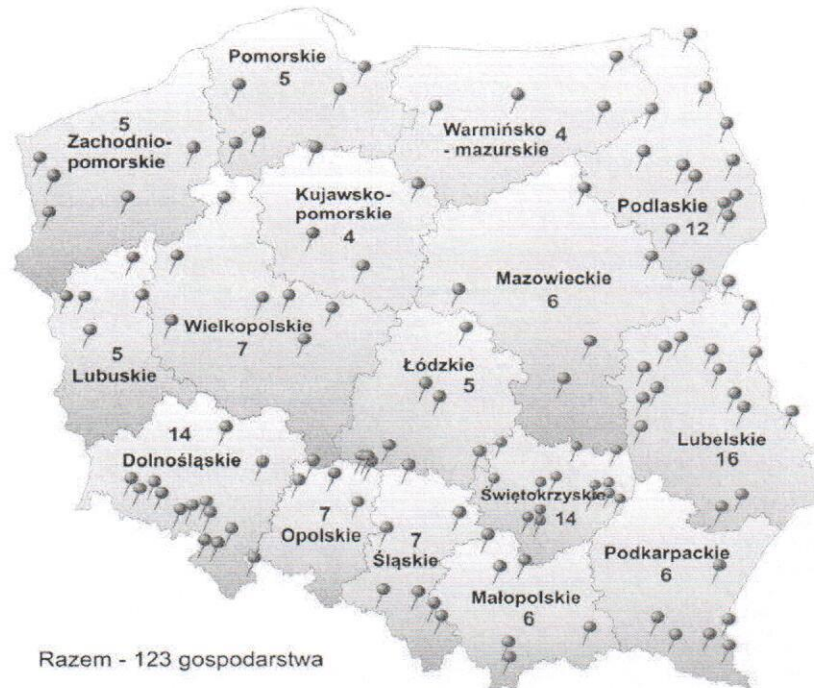 Pomorskie
5
5
Zachodnio-
pomorskie
Warmińsko 4
- mazurskie
Kujawsko-
pomorskie
4
Podlaskie
12
Mazowieckie
6
Wielkopolskie
7
5
Lubuskie
Łódzkie
5
14
Dolnośląskie
Lubelskie
16
Świętokrzyskie
14
7
Opolskie
7
Śląskie
Podkarpackie
6
Małopolskie
6
Razem - 123 gospodarstwa